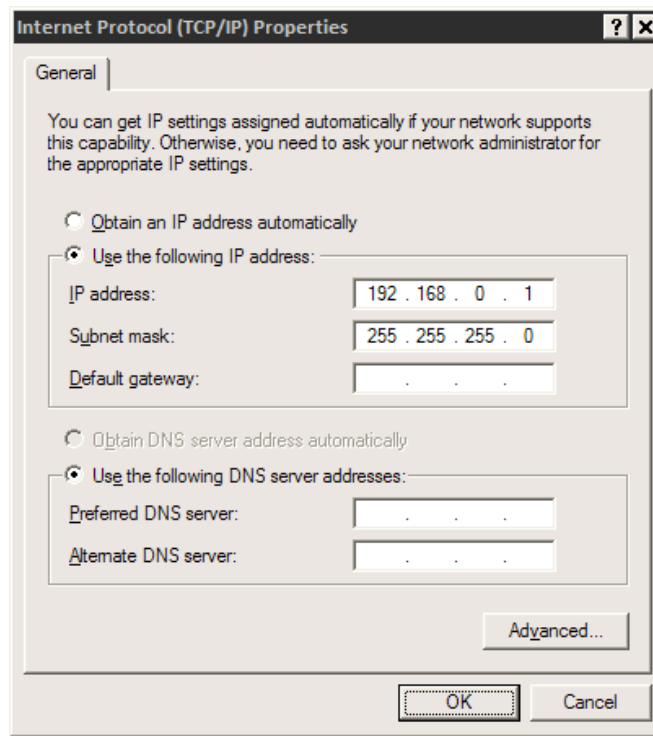 Internet Protocol (TCP/IP) Properties
General
You can get IP settings assigned automatically if your network supports
this capability. Otherwise, you need to ask your network administrator for
the appropriate IP settings.
Obtain an IP address automatically
Use the following IP address:
IP address: 192 . 168 . 0 . 1
Subnet mask: 255 . 255 . 255 . 0
Default gateway: . . .
Obtain DNS server address automatically
Use the following DNS server addresses:
Preferred DNS server: . . .
Alternate DNS server: . . .
Advanced...
OK Cancel